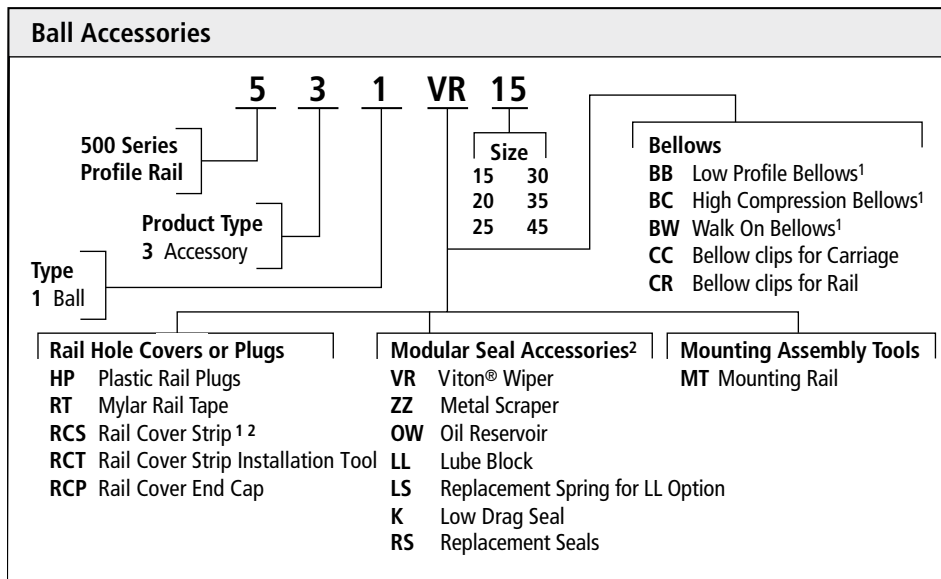 Ball Accessories
5 3 1 VR 15
500 Series
Profile Rail
Product Type
3 Accessory
Type
1 Ball
Size
15 30
20 35
25 45
Bellows
BB Low Profile Bellows¹
BC High Compression Bellows¹
BW Walk On Bellows¹
CC Bellow clips for Carriage
CR Bellow clips for Rail
Rail Hole Covers or Plugs
HP Plastic Rail Plugs
RT Mylar Rail Tape
RCS Rail Cover Strip ¹ ²
RCT Rail Cover Strip Installation Tool
RCP Rail Cover End Cap
Modular Seal Accessories²
VR Viton® Wiper
ZZ Metal Scraper
OW Oil Reservoir
LL Lube Block
LS Replacement Spring for LL Option
K Low Drag Seal
RS Replacement Seals
Mounting Assembly Tools
MT Mounting Rail